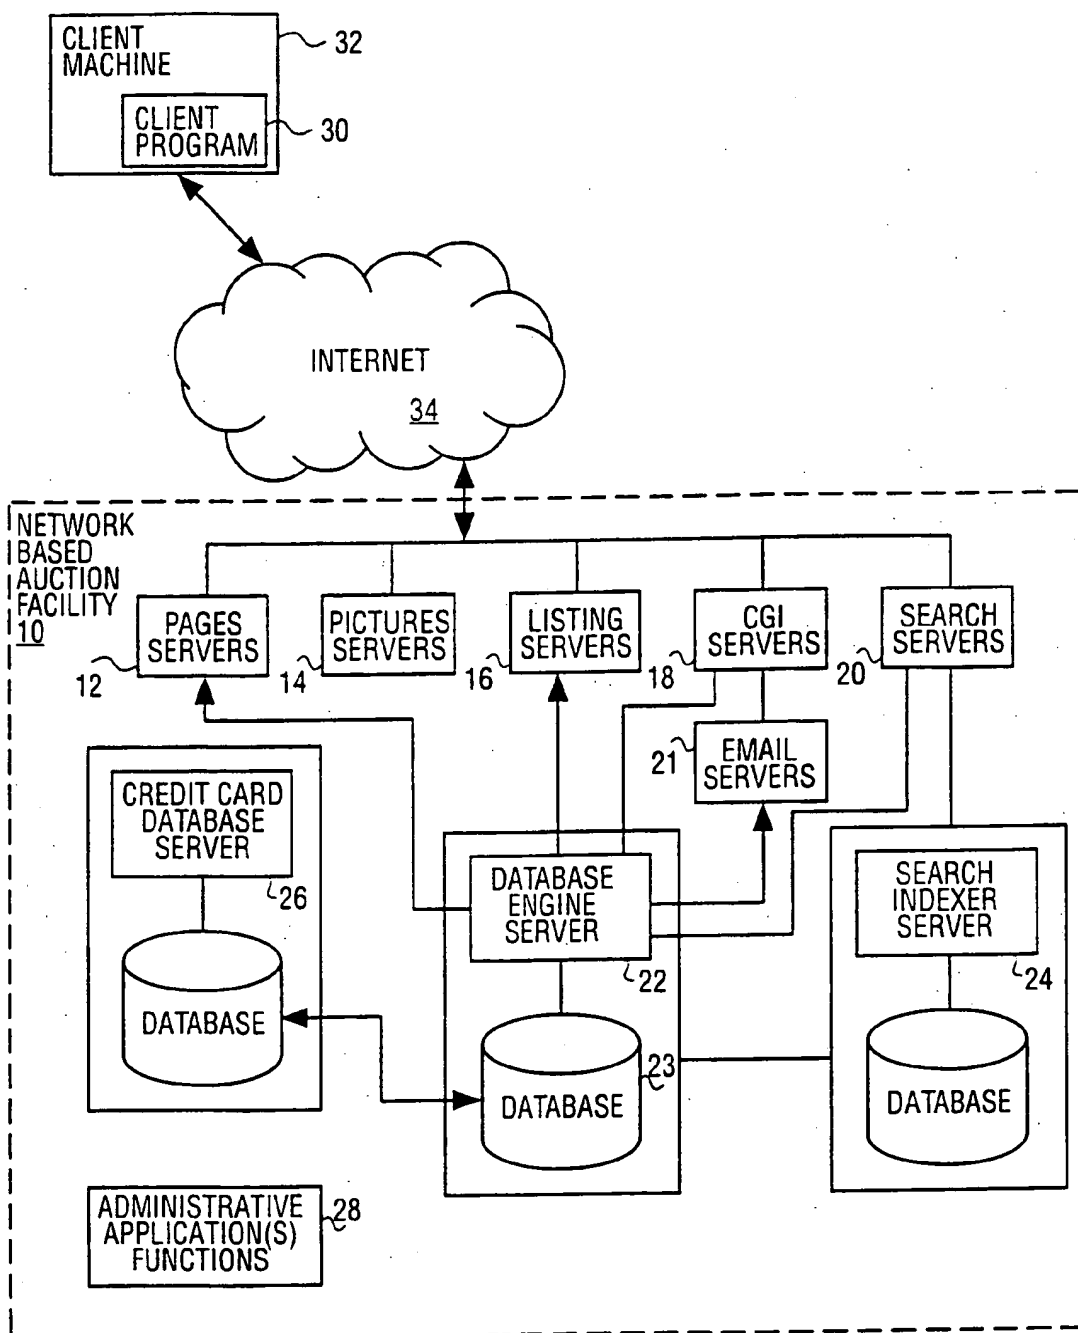 CLIENT
MACHINE
32
CLIENT
PROGRAM
30
INTERNET
34
NETWORK
BASED
AUCTION
FACILITY
10
PAGES
SERVERS
12
PICTURES
SERVERS
14
LISTING
SERVERS
16
CGI
SERVERS
18
SEARCH
SERVERS
20
EMAIL
SERVERS
21
CREDIT CARD
DATABASE
SERVER
26
DATABASE
DATABASE
ENGINE
SERVER
22
DATABASE
23
SEARCH
INDEXER
SERVER
24
DATABASE
ADMINISTRATIVE
APPLICATION(S)
FUNCTIONS
28